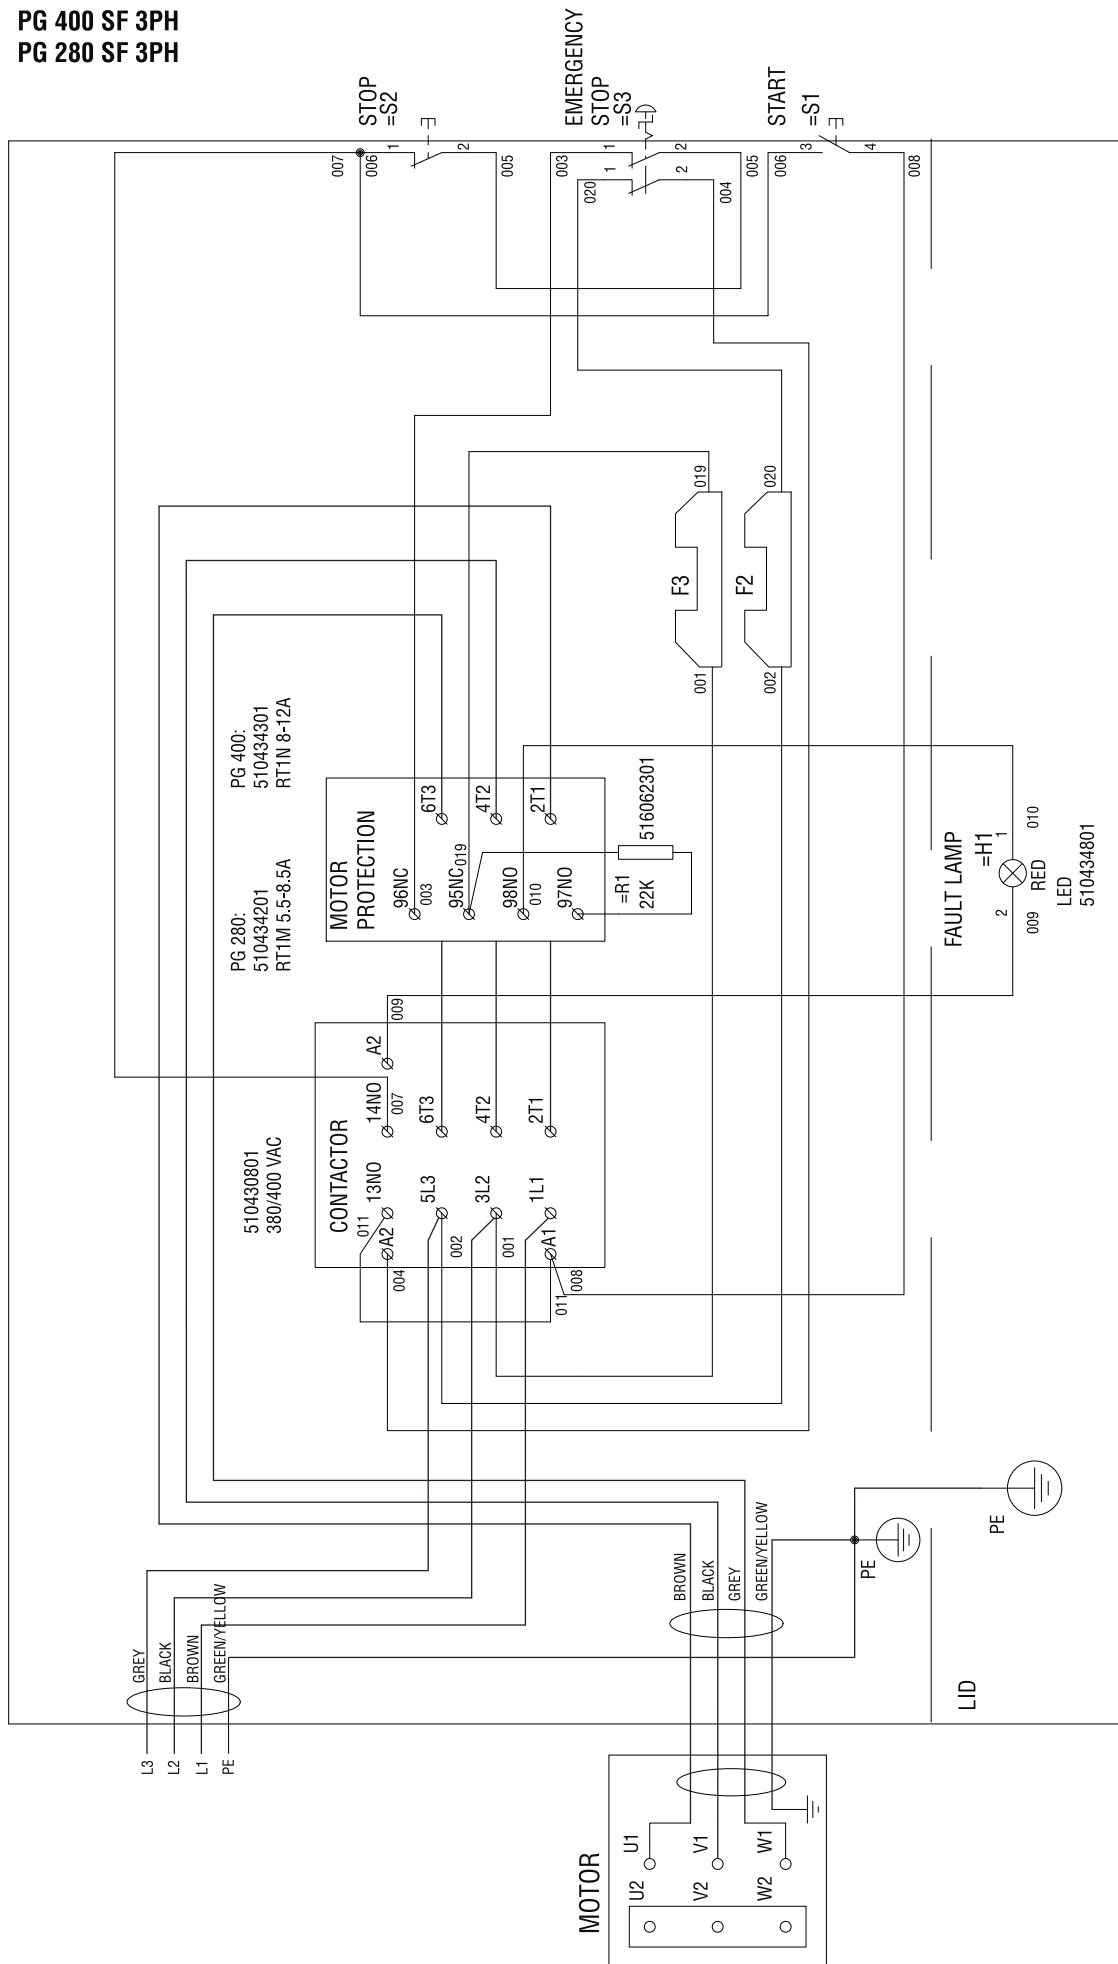 PG 400 SF 3PH
PG 280 SF 3PH
STOP
=S2
1
2
007
006
005
EMERGENCY
STOP
=S3
1
2
003
1
2
005
020
004
START
=S1
3
4
006
008
019
020
F3
F2
001
002
PG 400:
510434301
RT1N 8-12A
PG 280:
510434201
RT1M 5.5-8.5A
MOTOR
PROTECTION
6T3
4T2
2T1
96NC
003
95NC
019
98NO
010
97NO
=R1
22K
516062301
FAULT LAMP
=H1
1
2
010
009
RED
LED
510434801
510430801
380/400 VAC
CONTACTOR
A2
009
14NO
007
6T3
4T2
2T1
13NO
011
5L3
3L2
1L1
A2
004
002
001
A1
008
011
GREY
BLACK
BROWN
GREEN/YELLOW
L3
L2
L1
PE
BROWN
BLACK
GREY
GREEN/YELLOW
PE
PE
LID
MOTOR
U1
V1
W1
U2
V2
W2